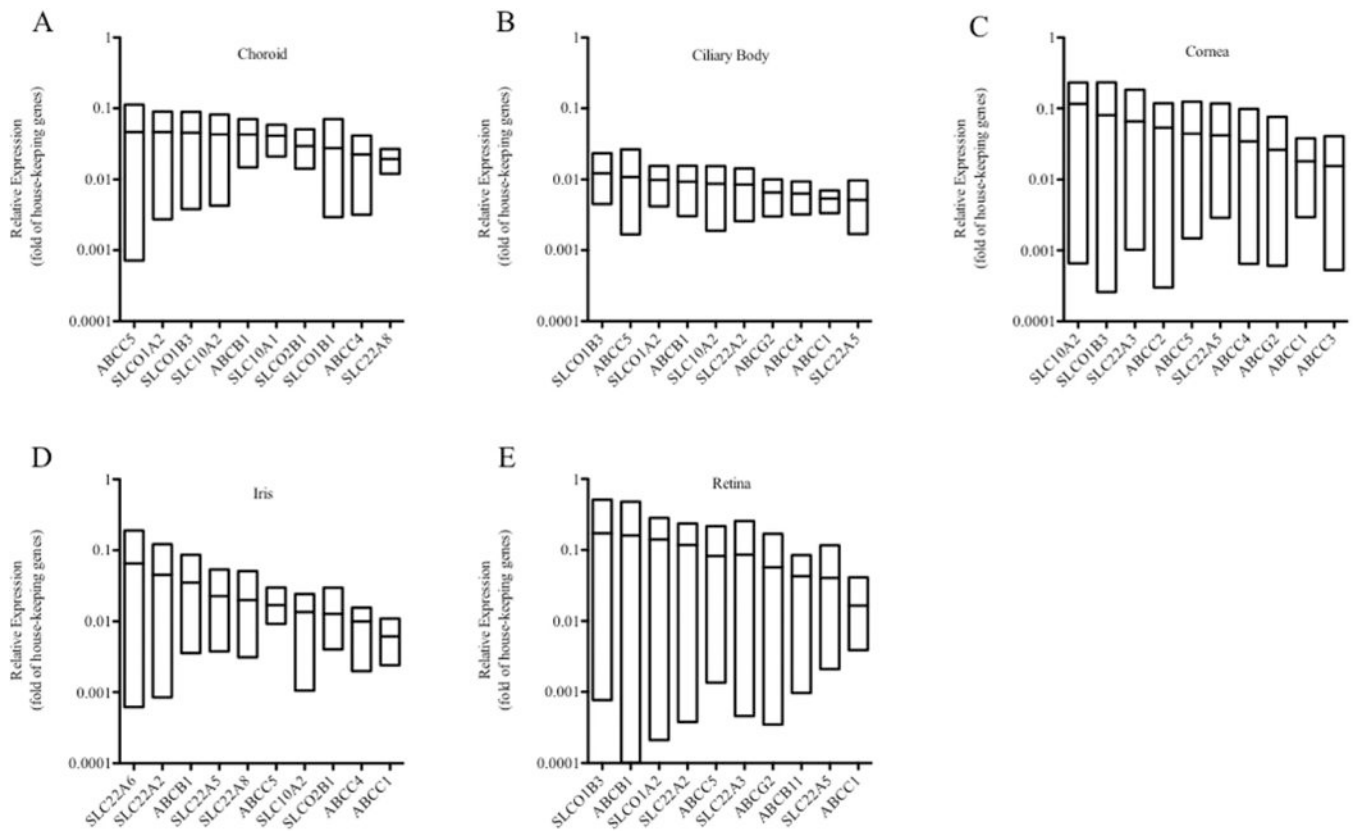 A
Choroid
Relative Expression
(fold of house-keeping genes)
1
0.1
0.01
0.001
0.0001
ABCC5
SLCO1A2
SLCO1B3
SLC10A2
ABCB1
SLC10A1
SLCO2B1
SLCO1B1
ABCC4
SLC22A8
B
Ciliary Body
Relative Expression
(fold of house-keeping genes)
1
0.1
0.01
0.001
0.0001
SLCO1B3
ABCC5
SLCO1A2
ABCB1
SLC10A2
SLC22A2
ABCG2
ABCC4
ABCC1
SLC22A5
C
Cornea
Relative Expression
(fold of house-keeping genes)
1
0.1
0.01
0.001
0.0001
SLC10A2
SLCO1B3
SLC22A3
ABCC2
ABCC5
SLC22A5
ABCC4
ABCG2
ABCC1
ABCC3
D
Iris
Relative Expression
(fold of house-keeping genes)
1
0.1
0.01
0.001
0.0001
SLC22A6
SLC22A2
ABCB1
SLC22A5
SLC22A8
ABCC5
SLC10A2
SLCO2B1
ABCC4
ABCC1
E
Retina
Relative Expression
(fold of house-keeping genes)
1
0.1
0.01
0.001
0.0001
SLCO1B3
ABCB1
SLCO1A2
SLC22A2
ABCC5
SLC22A3
ABCG2
ABCB11
SLC22A5
ABCC1